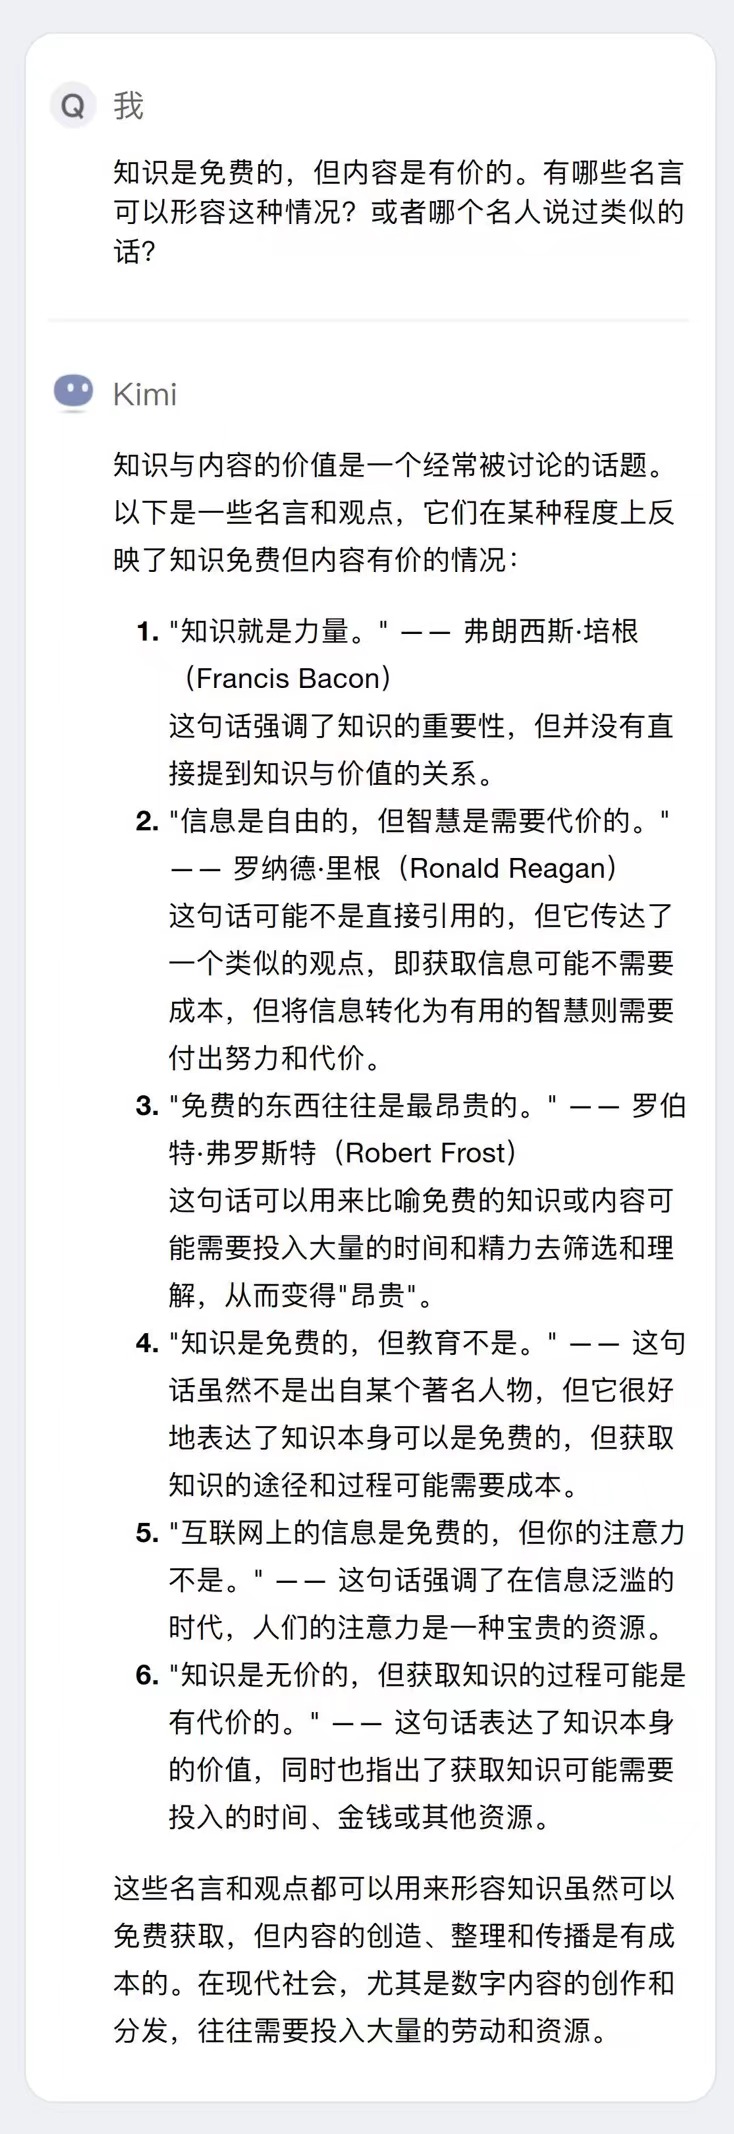 Q 我
知识是免费的，但内容是有价的。有哪些名言
可以形容这种情况？或者哪个名人说过类似的
话？
Kimi
知识与内容的价值是一个经常被讨论的话题。
以下是一些名言和观点，它们在某种程度上反
映了知识免费但内容有价的情况：
1. "知识就是力量。" —— 弗朗西斯·培根
（Francis Bacon）
这句话强调了知识的重要性，但并没有直
接提到知识与价值的关系。
2. "信息是自由的，但智慧是需要代价的。"
—— 罗纳德·里根（Ronald Reagan）
这句话可能不是直接引用的，但它传达了
一个类似的观点，即获取信息可能不需要
成本，但将信息转化为有用的智慧则需要
付出努力和代价。
3. "免费的东西往往是最昂贵的。" —— 罗伯
特·弗罗斯特（Robert Frost）
这句话可以用来比喻免费的知识或内容可
能需要投入大量的时间和精力去筛选和理
解，从而变得"昂贵"。
4. "知识是免费的，但教育不是。" —— 这句
话虽然不是出自某个著名人物，但它很好
地表达了知识本身可以是免费的，但获取
知识的途径和过程可能需要成本。
5. "互联网上的信息是免费的，但你的注意力
不是。" —— 这句话强调了在信息泛滥的
时代，人们的注意力是一种宝贵的资源。
6. "知识是无价的，但获取知识的过程可能是
有代价的。" —— 这句话表达了知识本身
的价值，同时也指出了获取知识可能需要
投入的时间、金钱或其他资源。
这些名言和观点都可以用来形容知识虽然可以
免费获取，但内容的创造、整理和传播是有成
本的。在现代社会，尤其是数字内容的创作和
分发，往往需要投入大量的劳动和资源。